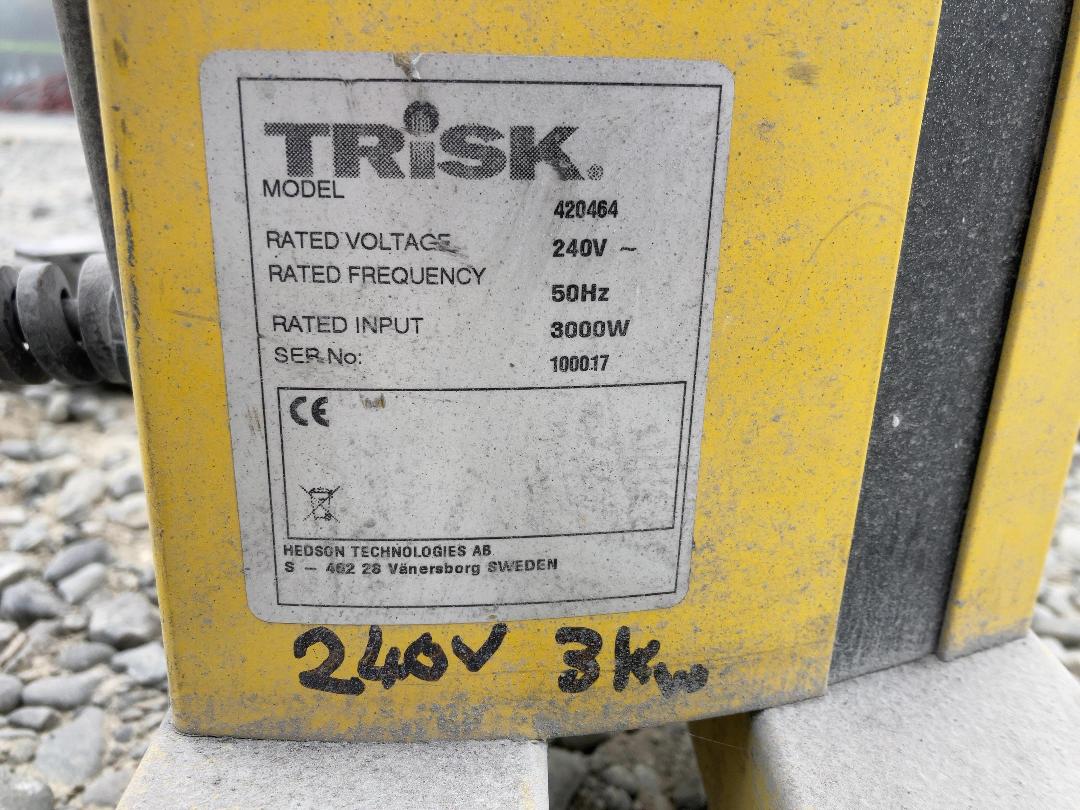 TRiSK®
MODEL 420464
RATED VOLTAGE 240V ~
RATED FREQUENCY 50Hz
RATED INPUT 3000W
SER No: 100017
CE
HEDSON TECHNOLOGIES AB
S – 462 28 Vänersborg SWEDEN
240V 3Kw